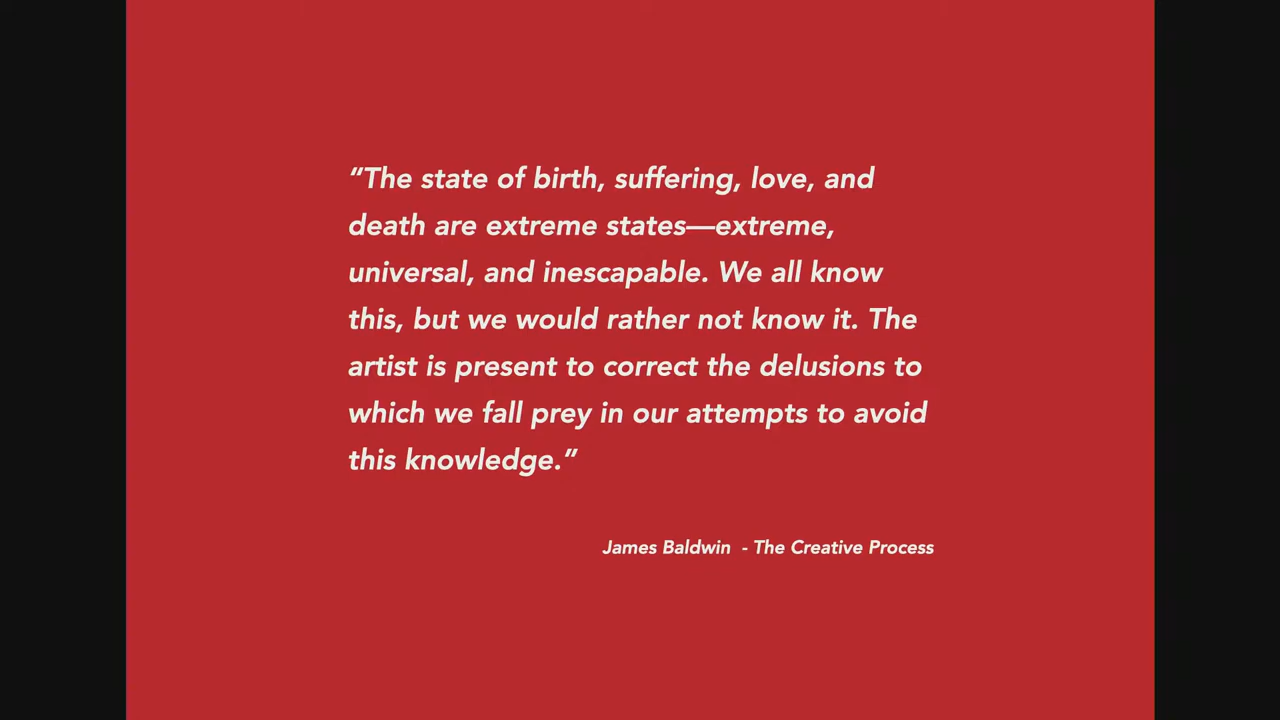 “The state of birth, suffering, love, and
death are extreme states—extreme,
universal, and inescapable. We all know
this, but we would rather not know it. The
artist is present to correct the delusions to
which we fall prey in our attempts to avoid
this knowledge.”
James Baldwin  - The Creative Process